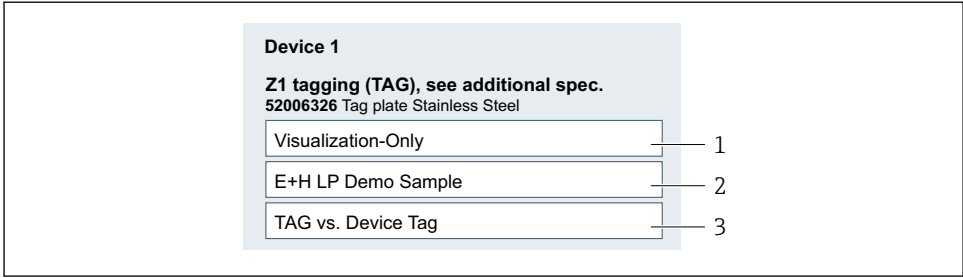 Device 1
Z1 tagging (TAG), see additional spec.
52006326 Tag plate Stainless Steel
Visualization-Only 1
E+H LP Demo Sample 2
TAG vs. Device Tag 3